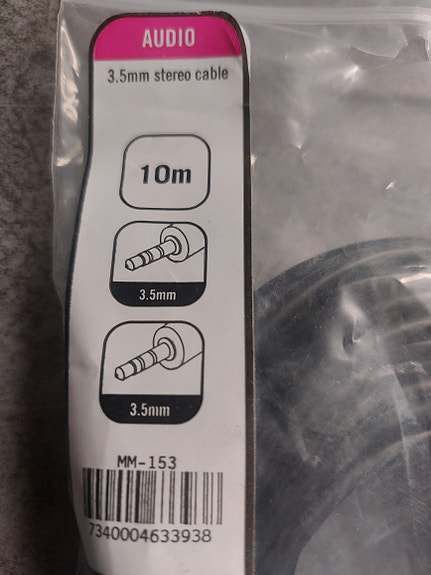 AUDIO
3.5mm stereo cable
10m
3.5mm
3.5mm
MM-153
7340004633938